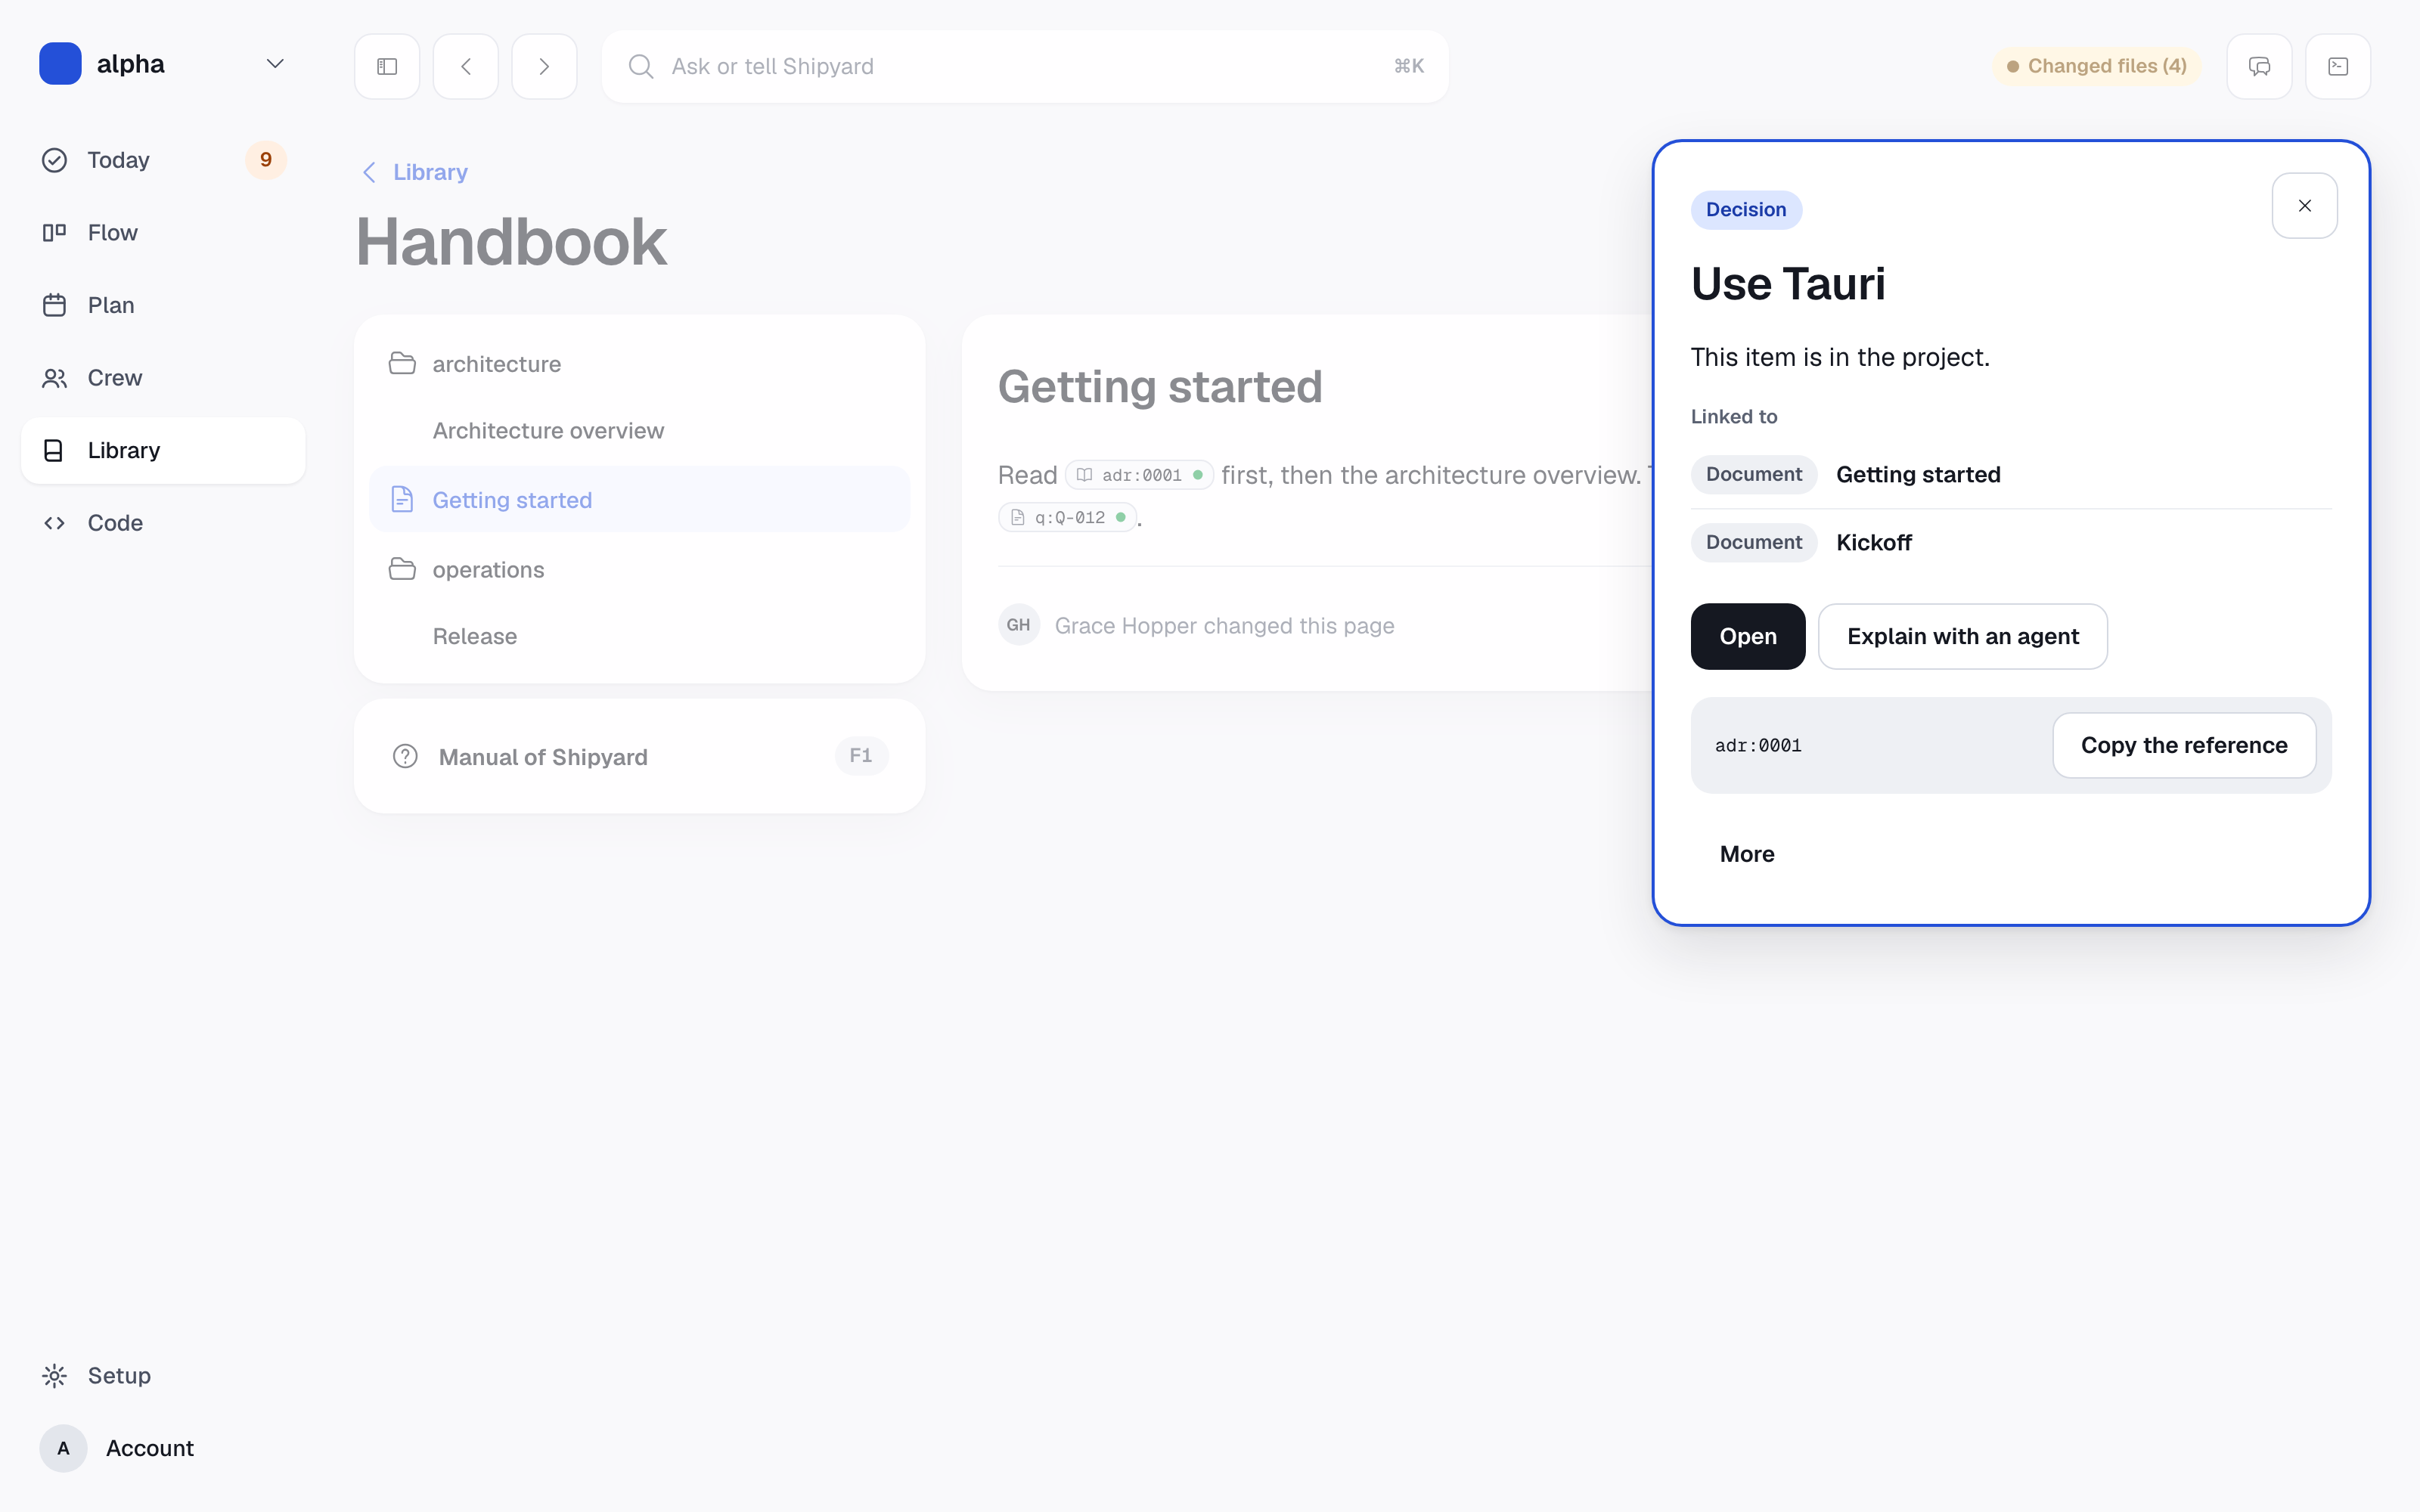 alpha
Today 9
Flow
Plan
Crew
Library
Code
Setup
A Account
Ask or tell Shipyard ⌘K
Changed files (4)
Library
Handbook
architecture
Architecture overview
Getting started
operations
Release
Manual of Shipyard F1
Getting started
Read adr:0001 first, then the architecture overview.
q:Q-012 .
GH Grace Hopper changed this page
Decision
Use Tauri
This item is in the project.
Linked to
Document Getting started
Document Kickoff
Open Explain with an agent
adr:0001 Copy the reference
More